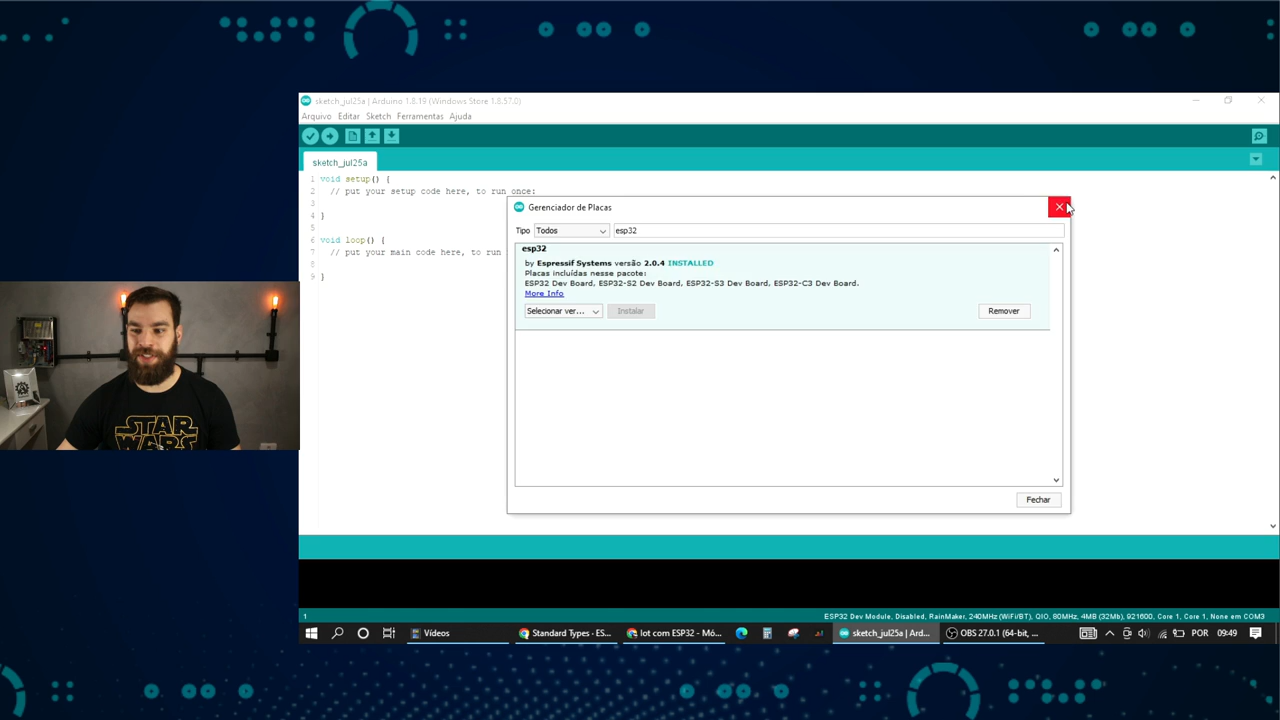 sketch_jul25a | Arduino 1.8.19 (Windows Store 1.8.57.0)
Arquivo Editar Sketch Ferramentas Ajuda
sketch_jul25a
1 void setup() {
2 // put your setup code here, to run once:
3
4 }
5
6 void loop() {
7 // put your main code here, to run
8
9 }
Gerenciador de Placas
Tipo Todos esp32
esp32
by Espressif Systems versão 2.0.4 INSTALLED
Placas incluídas nesse pacote:
ESP32 Dev Board, ESP32-S2 Dev Board, ESP32-S3 Dev Board, ESP32-C3 Dev Board.
More Info
Selecionar ver... Instalar Remover
Fechar
STAR
WARS
1 ESP32 Dev Module, Disabled, RainMaker, 240MHz (WiFi/BT), QIO, 80MHz, 4MB (32Mb), 921600, Core 1, Core 1, None em COM3
Vídeos Standard Types - ES... Iot com ESP32 - Mó... sketch_jul25a | Ard... OBS 27.0.1 (64-bit, ... POR 09:49